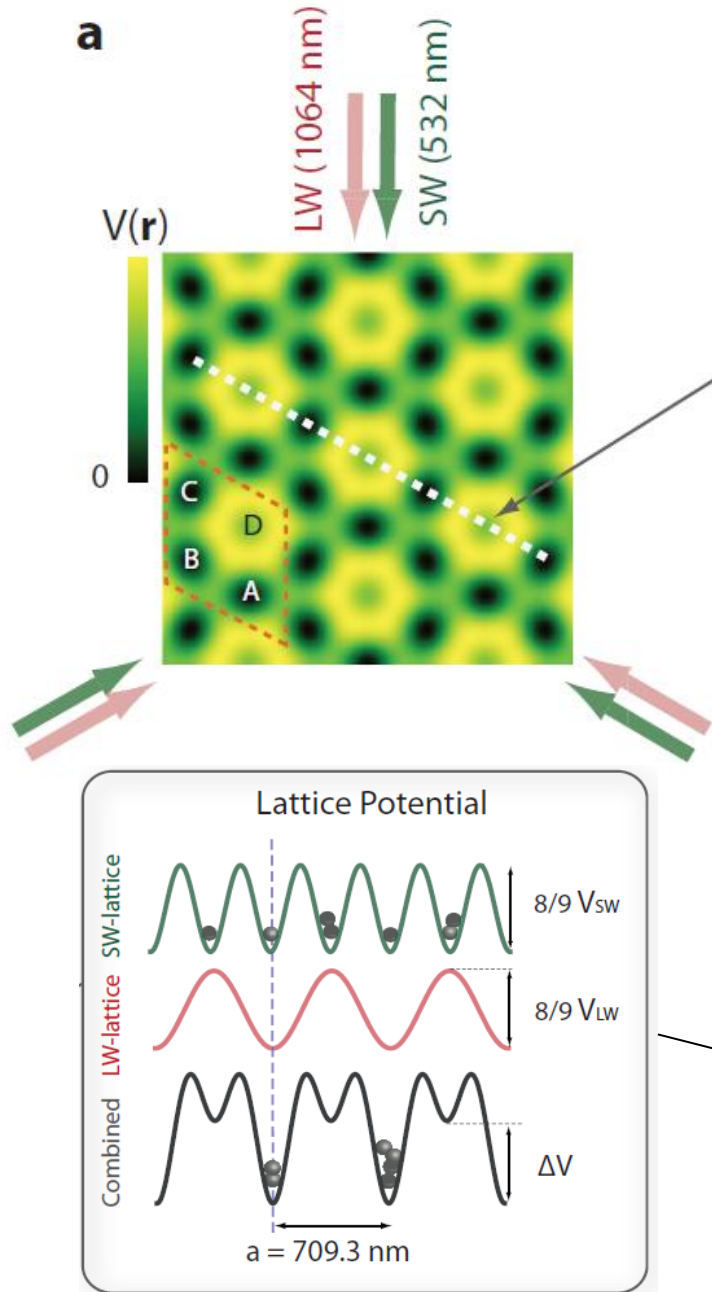 a
LW (1064 nm)
SW (532 nm)
V(r)
0
C
D
B
A
Lattice Potential
SW-lattice
8/9 VSW
LW-lattice
8/9 VLW
Combined
ΔV
a = 709.3 nm